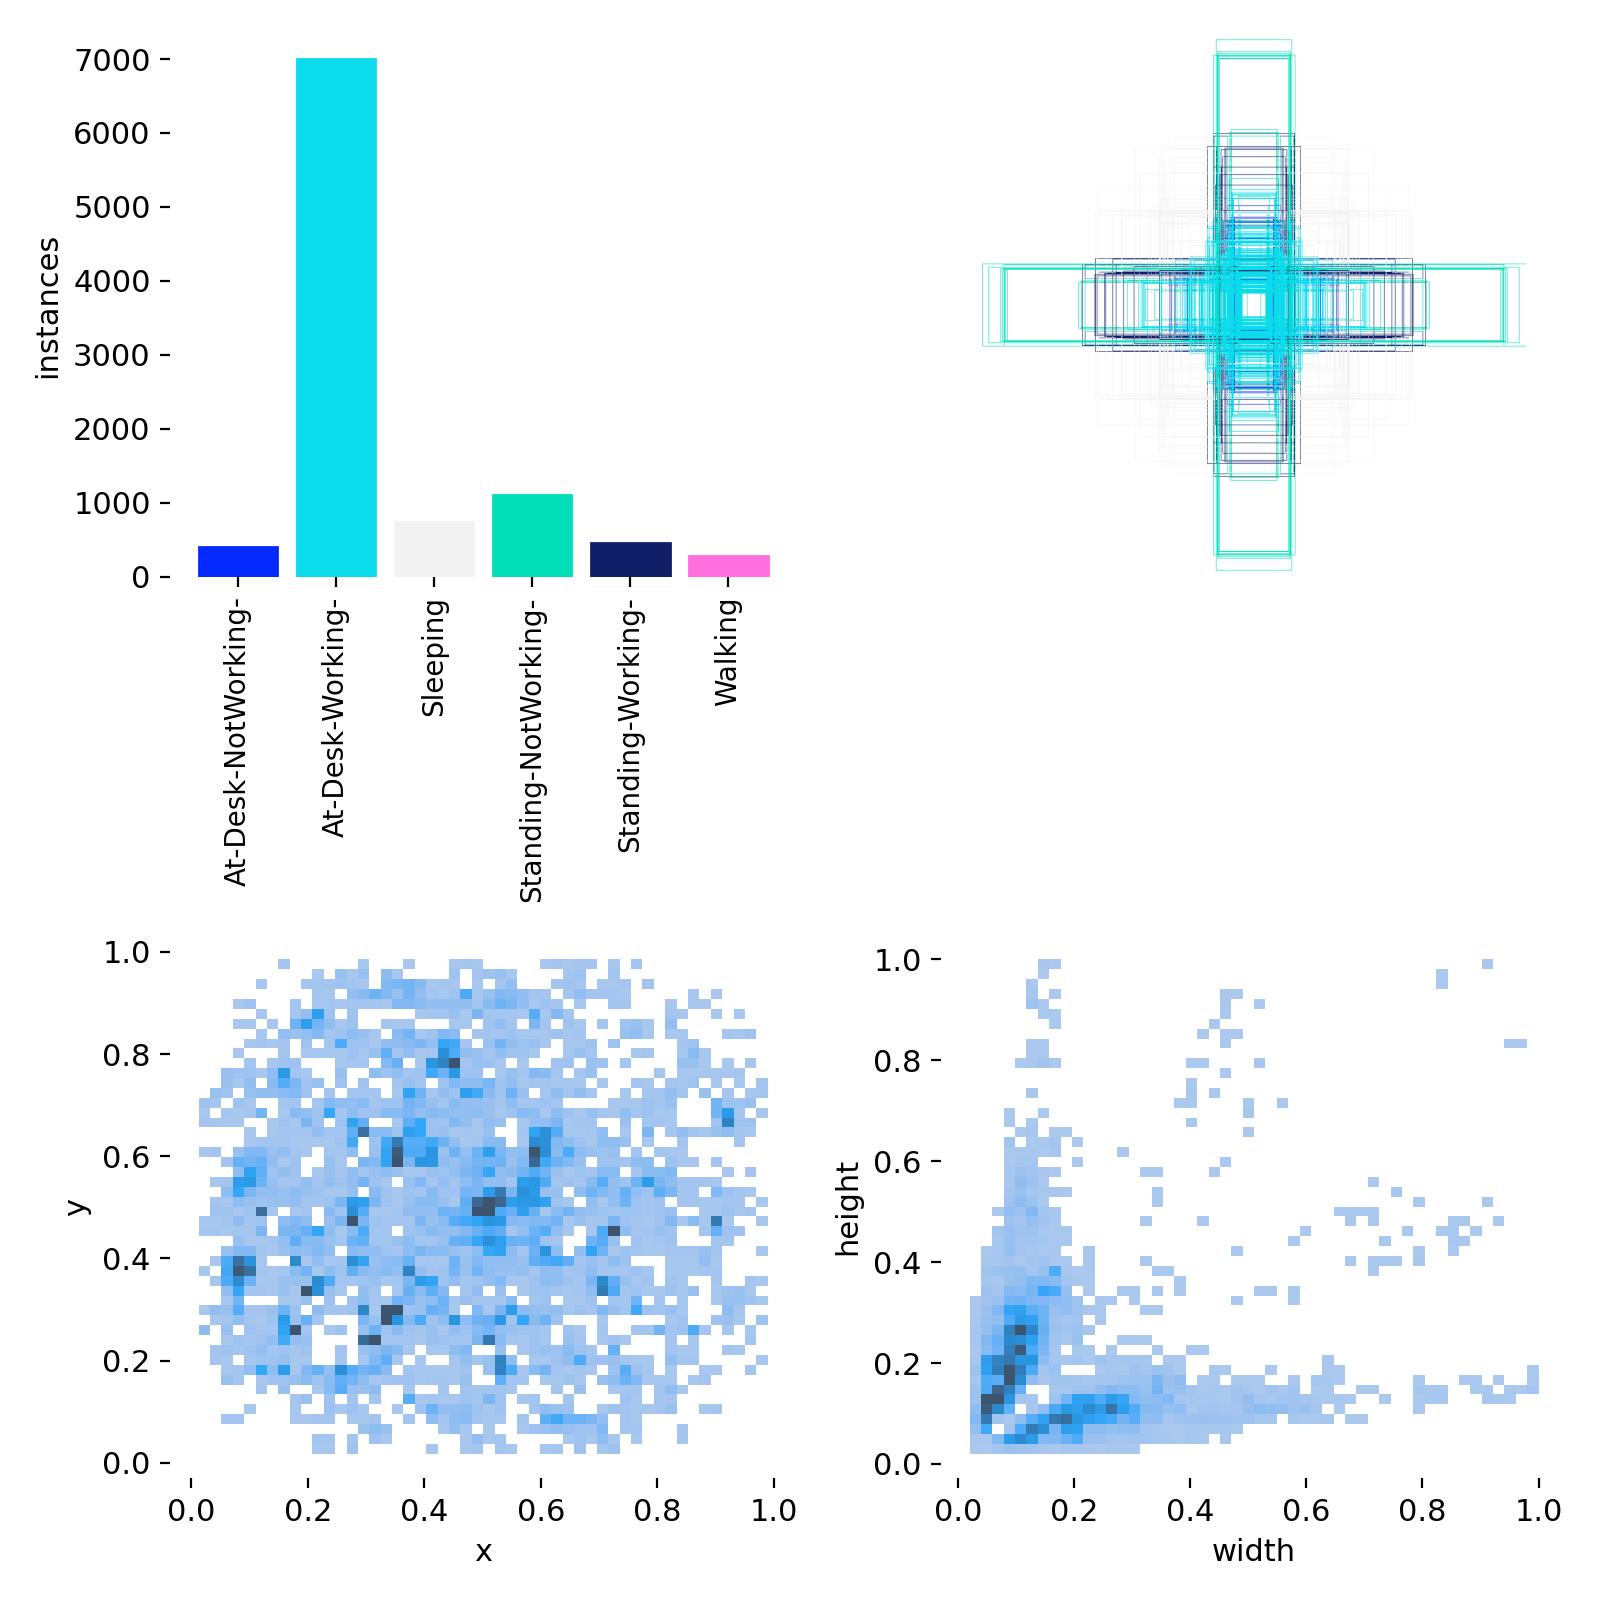 7000
6000
5000
4000
3000
2000
1000
0
instances
At-Desk-NotWorking-
At-Desk-Working-
Sleeping
Standing-NotWorking-
Standing-Working-
Walking
1.0
0.8
0.6
0.4
0.2
0.0
y
0.0 0.2 0.4 0.6 0.8 1.0
x
1.0
0.8
0.6
0.4
0.2
0.0
height
0.0 0.2 0.4 0.6 0.8 1.0
width